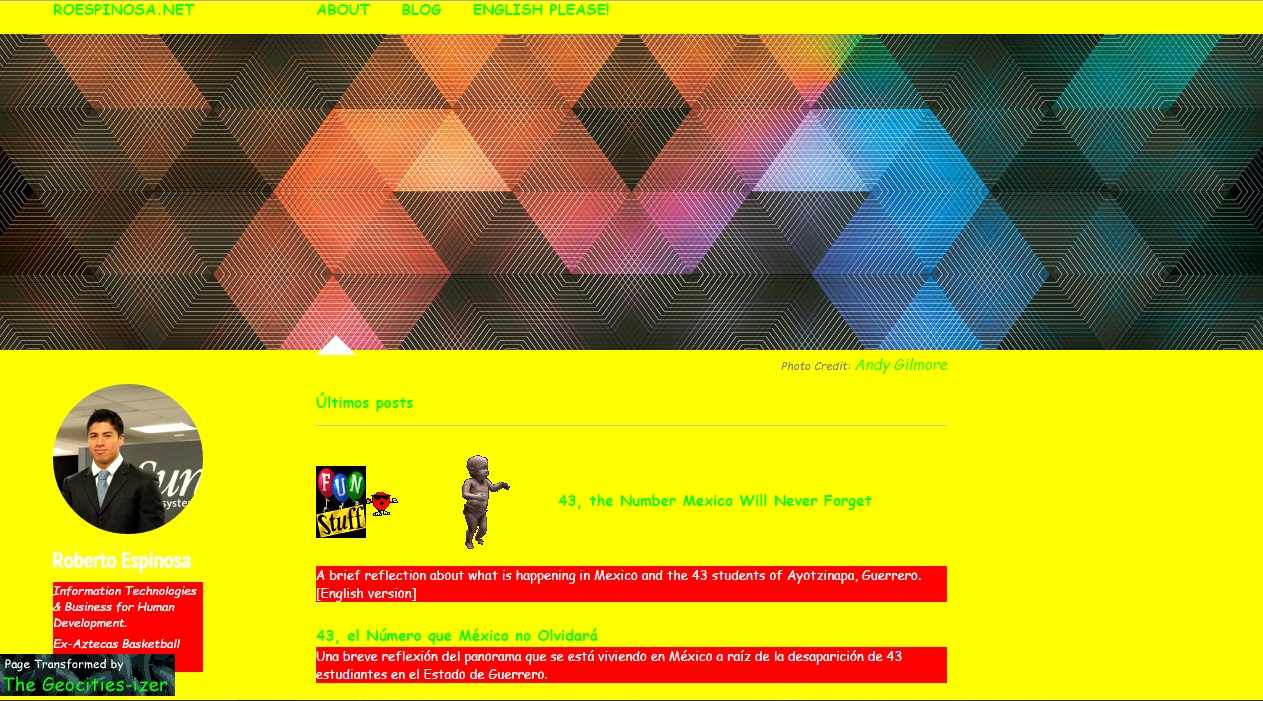 ROESPINOSA.NET
ABOUT
BLOG
ENGLISH PLEASE!
Photo Credit: Andy Gilmore
Sun
systems
Roberto Espinosa
Information Technologies
& Business for Human
Development.
Ex-Aztecas Basketball
Page Transformed by
The Geocities-izer
Últimos posts
FUN
Stuff
43, the Number Mexico Will Never Forget
A brief reflection about what is happening in Mexico and the 43 students of Ayotzinapa, Guerrero.
[English version]
43, el Número que México no Olvidará
Una breve reflexión del panorama que se está viviendo en México a raíz de la desaparición de 43
estudiantes en el Estado de Guerrero.